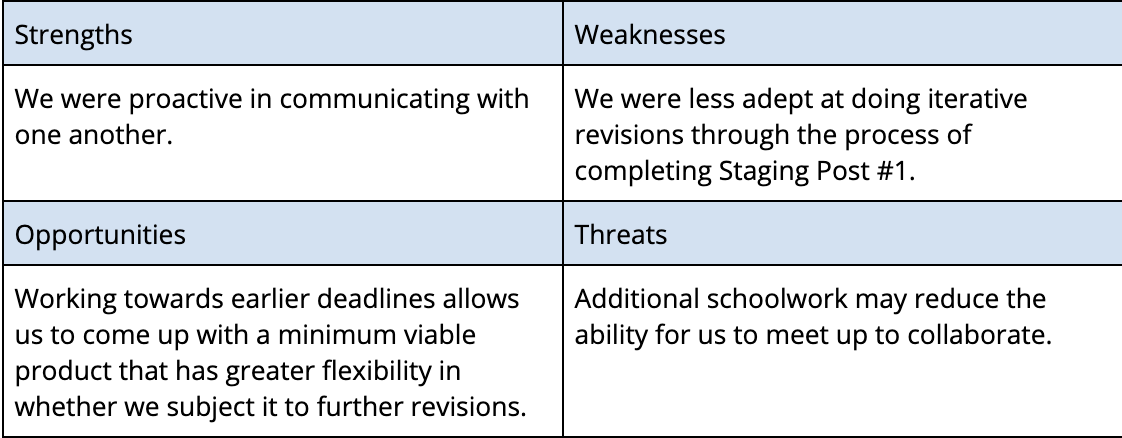 Strengths
Weaknesses
We were proactive in communicating with
one another.
We were less adept at doing iterative
revisions through the process of
completing Staging Post #1.
Opportunities
Threats
Working towards earlier deadlines allows
us to come up with a minimum viable
product that has greater flexibility in
whether we subject it to further revisions.
Additional schoolwork may reduce the
ability for us to meet up to collaborate.